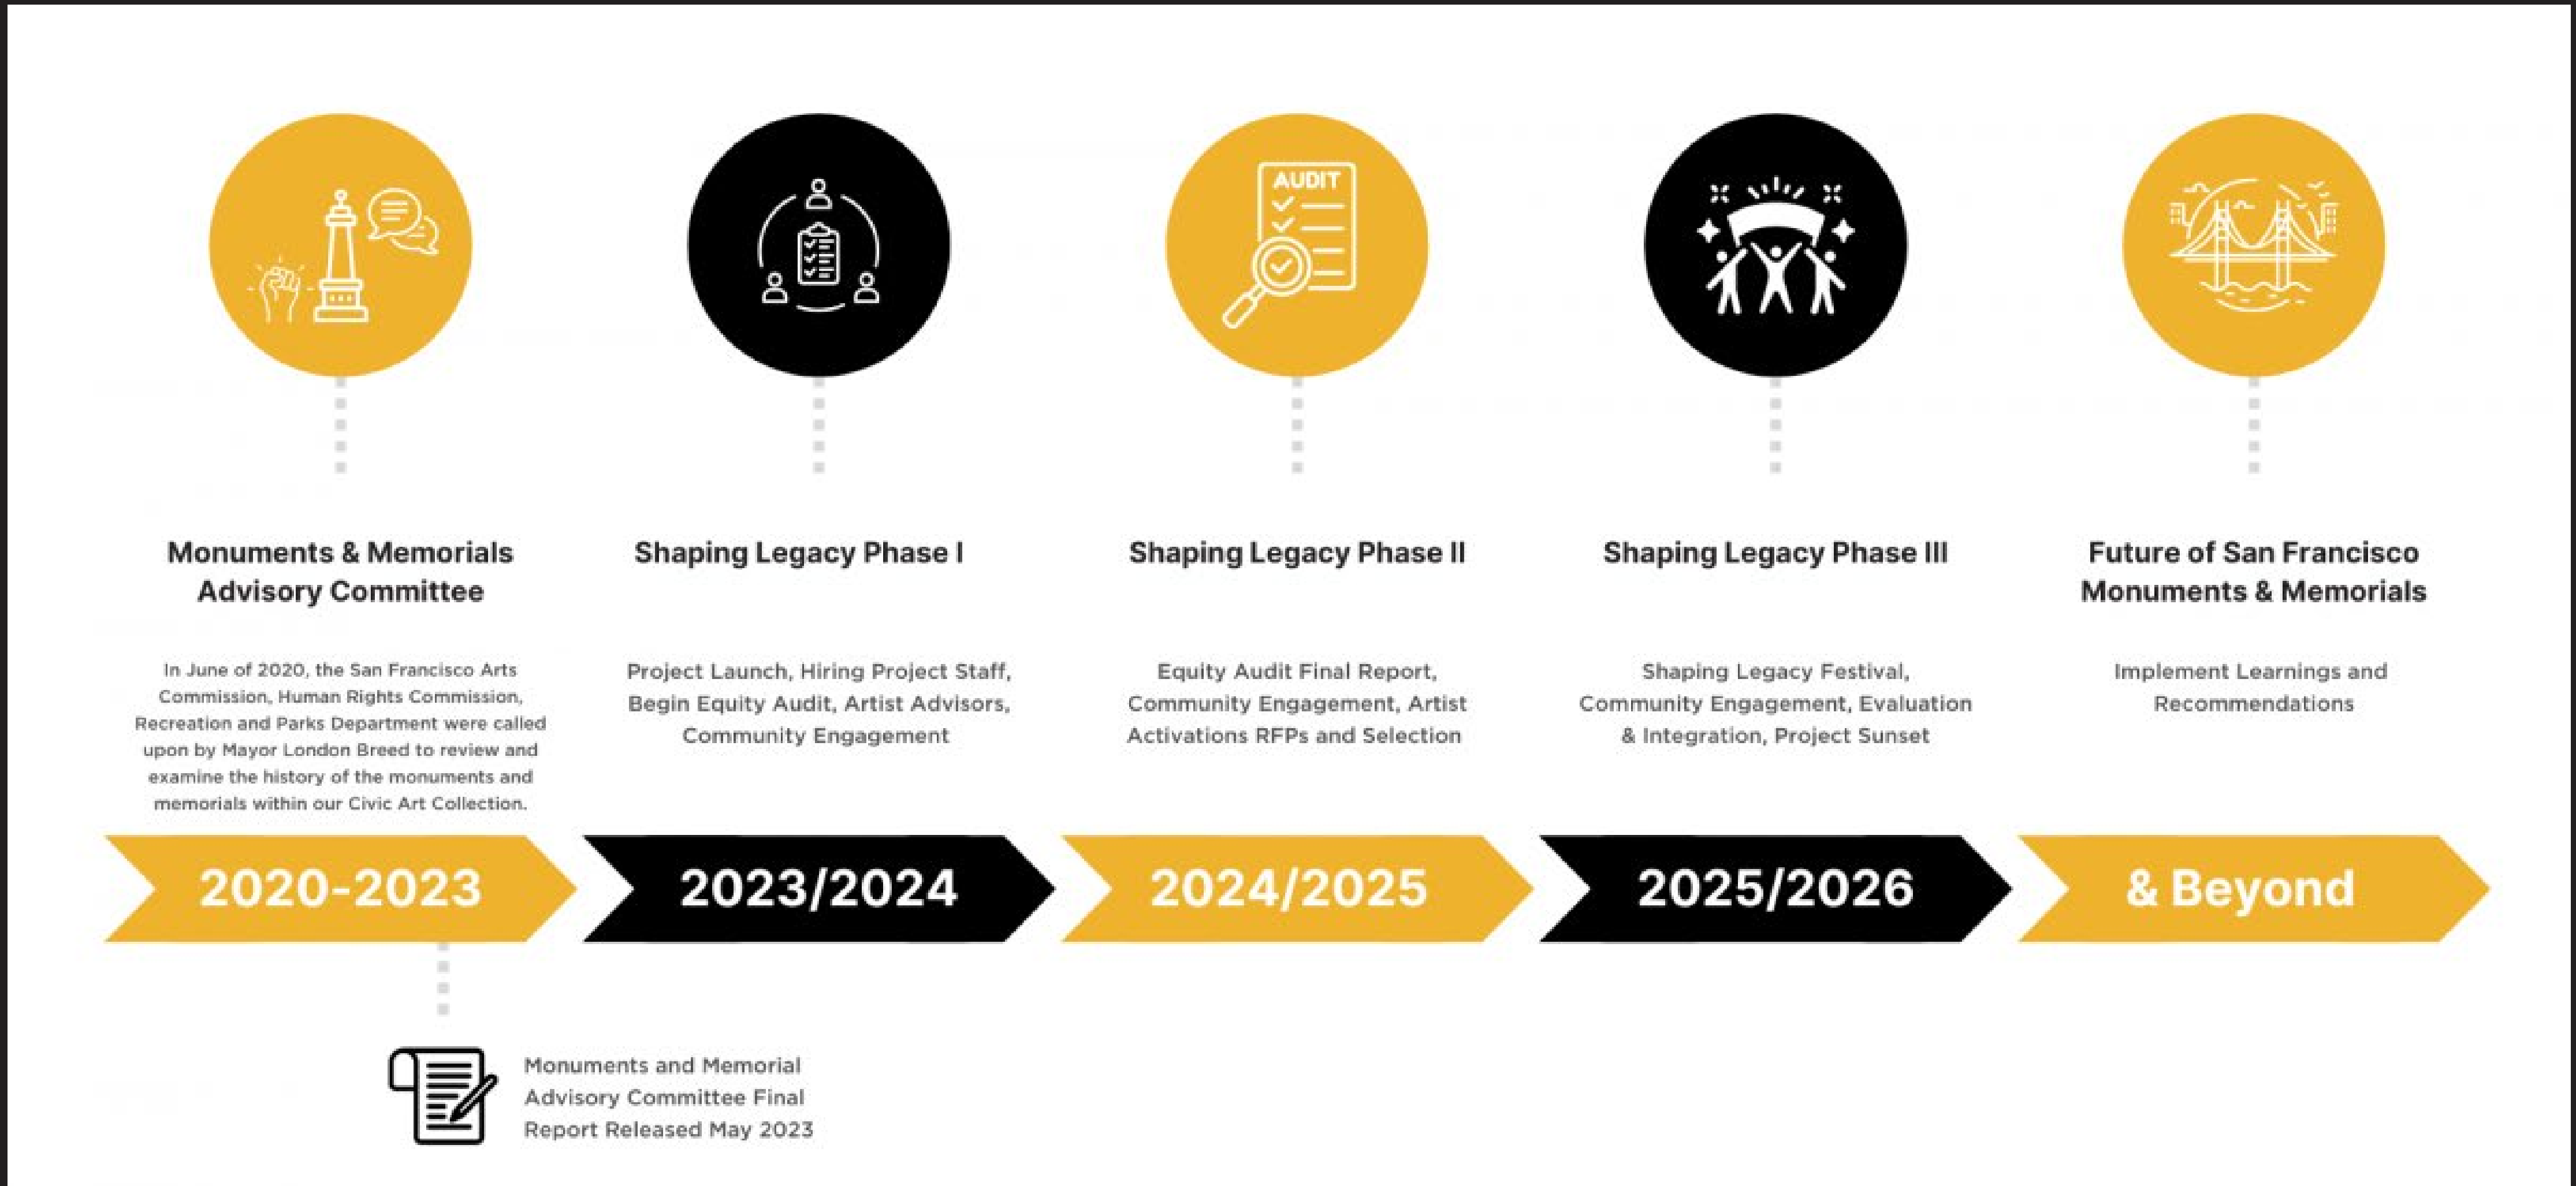 AUDIT
Monuments & Memorials
Advisory Committee
In June of 2020, the San Francisco Arts
Commission, Human Rights Commission,
Recreation and Parks Department were called
upon by Mayor London Breed to review and
examine the history of the monuments and
memorials within our Civic Art Collection.
2020-2023
Monuments and Memorial
Advisory Committee Final
Report Released May 2023
Shaping Legacy Phase I
Project Launch, Hiring Project Staff,
Begin Equity Audit, Artist Advisors,
Community Engagement
2023/2024
Shaping Legacy Phase II
Equity Audit Final Report,
Community Engagement, Artist
Activations RFPs and Selection
2024/2025
Shaping Legacy Phase III
Shaping Legacy Festival,
Community Engagement, Evaluation
& Integration, Project Sunset
2025/2026
Future of San Francisco
Monuments & Memorials
Implement Learnings and
Recommendations
& Beyond